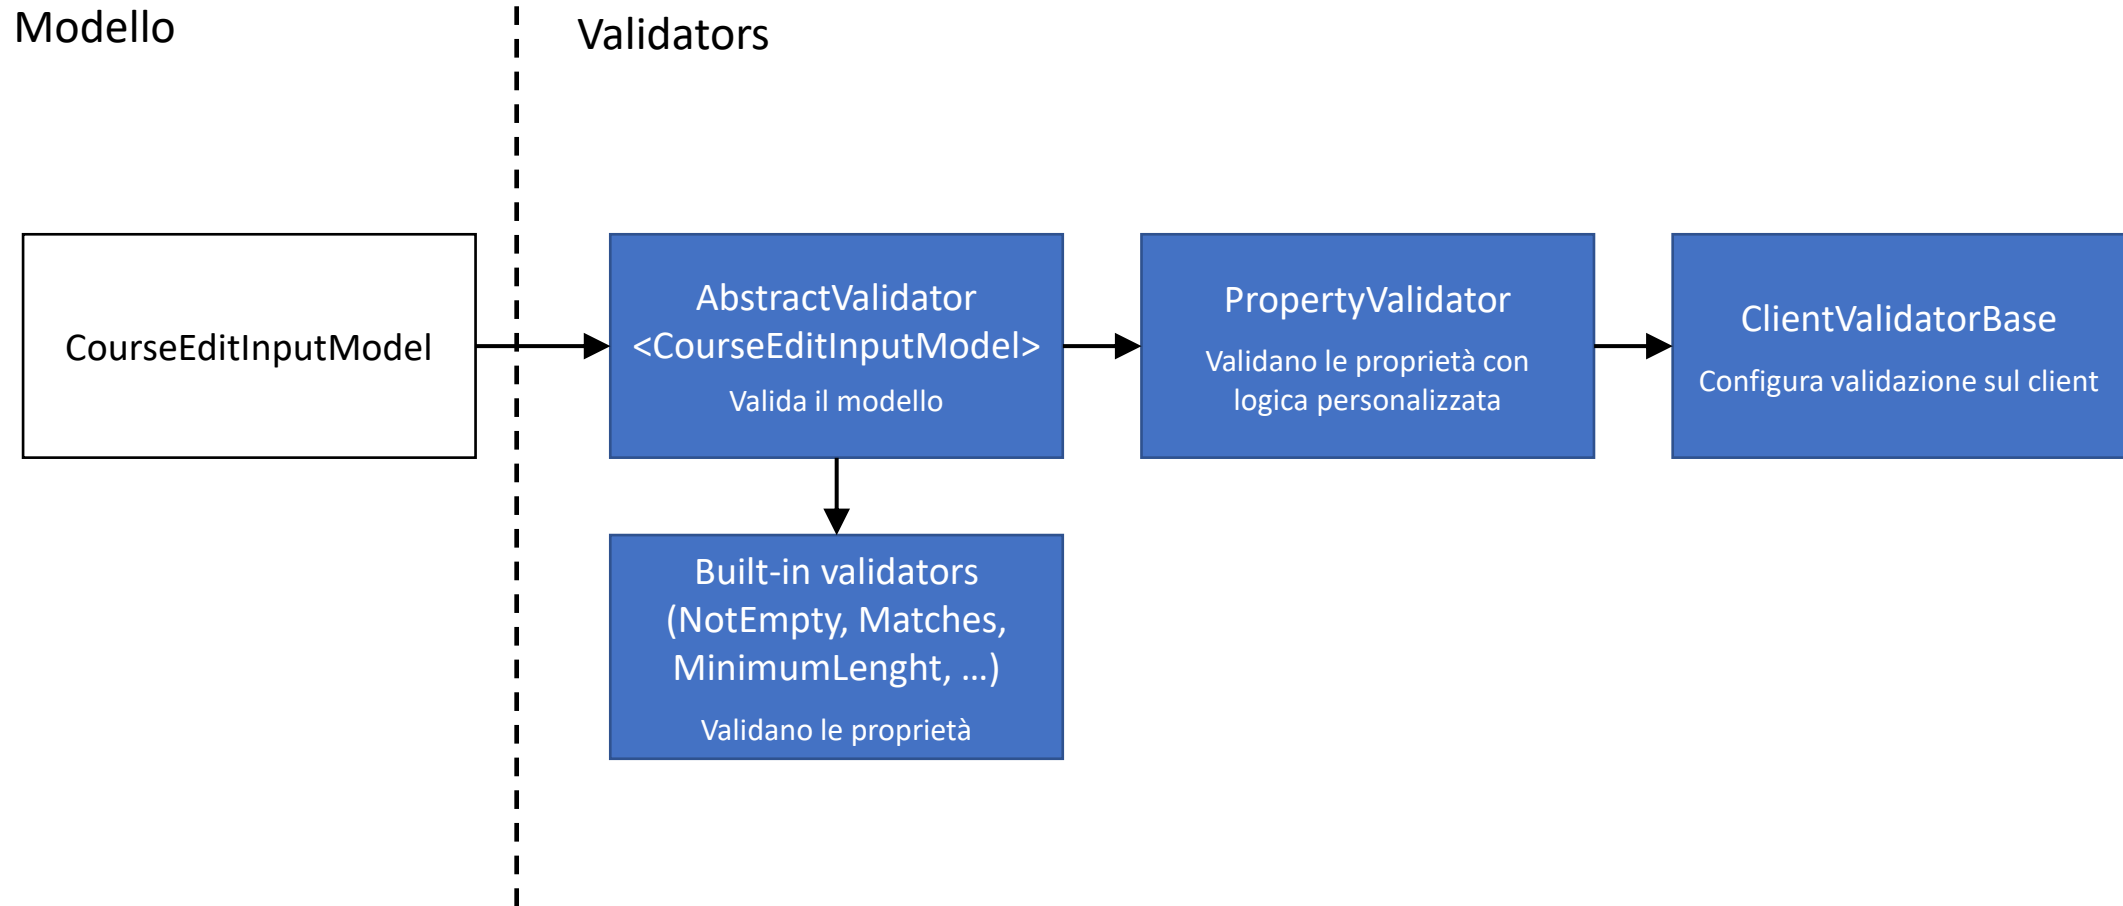 Modello
Validators
CourseEditInputModel
AbstractValidator
<CourseEditInputModel>
Valida il modello
PropertyValidator
Validano le proprietà con
logica personalizzata
ClientValidatorBase
Configura validazione sul client
Built-in validators
(NotEmpty, Matches,
MinimumLenght, …)
Validano le proprietà